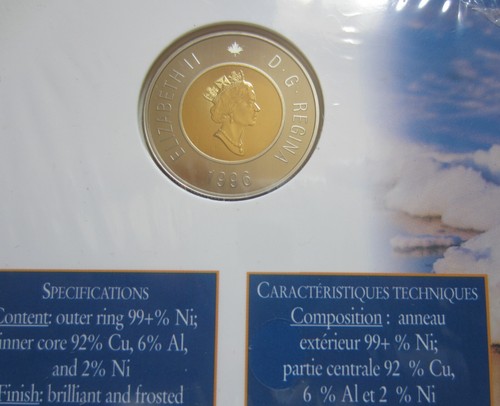 ELIZABETH II D·G·REGINA
1996
SPECIFICATIONS
Content: outer ring 99+% Ni;
inner core 92% Cu, 6% Al,
and 2% Ni
Finish: brilliant and frosted
CARACTÉRISTIQUES TECHNIQUES
Composition : anneau
extérieur 99+ % Ni;
partie centrale 92 % Cu,
6 % Al et 2 % Ni